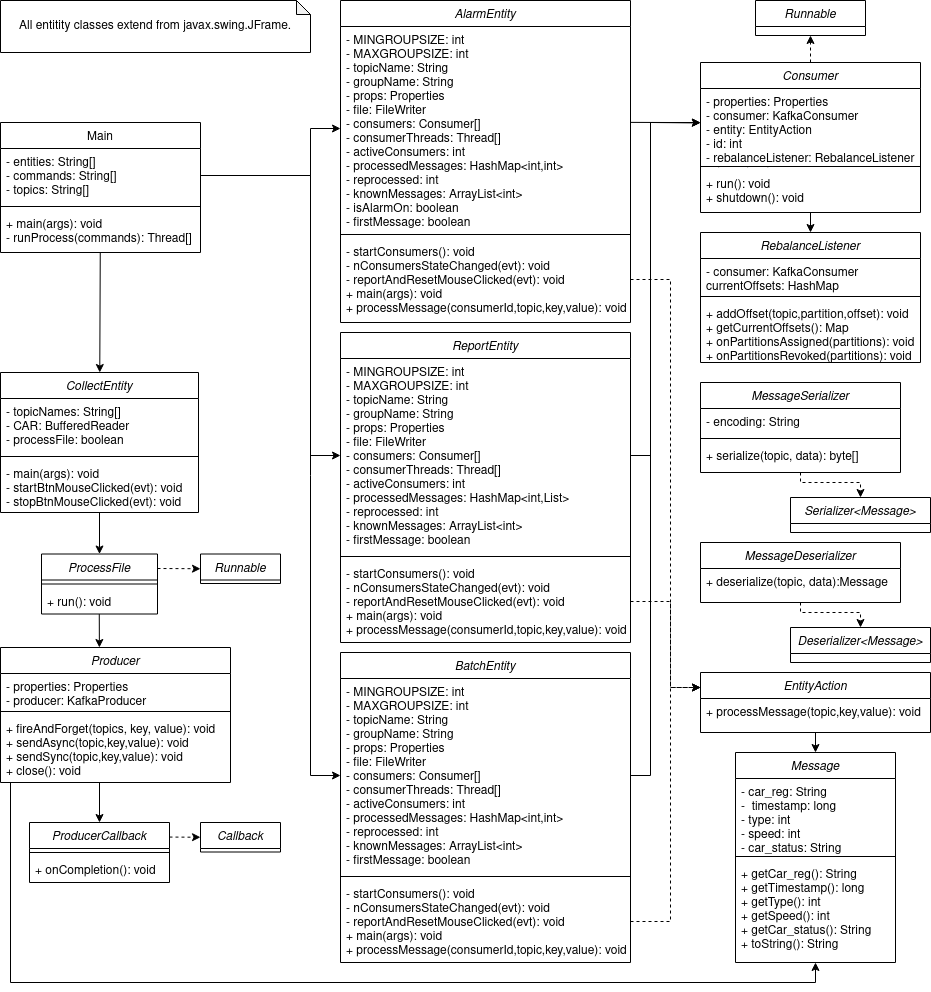 All entitity classes extend from javax.swing.JFrame.
Main
- entities: String[]
- commands: String[]
- topics: String[]
+ main(args): void
- runProcess(commands): Thread[]
CollectEntity
- topicNames: String[]
- CAR: BufferedReader
- processFile: boolean
- main(args): void
- startBtnMouseClicked(evt): void
- stopBtnMouseClicked(evt): void
ProcessFile
+ run(): void
Runnable
Producer
- properties: Properties
- producer: KafkaProducer
+ fireAndForget(topics, key, value): void
+ sendAsync(topic,key,value): void
+ sendSync(topic,key,value): void
+ close(): void
ProducerCallback
+ onCompletion(): void
Callback
AlarmEntity
- MINGROUPSIZE: int
- MAXGROUPSIZE: int
- topicName: String
- groupName: String
- props: Properties
- file: FileWriter
- consumers: Consumer[]
- consumerThreads: Thread[]
- activeConsumers: int
- processedMessages: HashMap<int,int>
- reprocessed: int
- knownMessages: ArrayList<int>
- isAlarmOn: boolean
- firstMessage: boolean
- startConsumers(): void
- nConsumersStateChanged(evt): void
- reportAndResetMouseClicked(evt): void
+ main(args): void
+ processMessage(consumerId,topic,key,value): void
ReportEntity
- MINGROUPSIZE: int
- MAXGROUPSIZE: int
- topicName: String
- groupName: String
- props: Properties
- file: FileWriter
- consumers: Consumer[]
- consumerThreads: Thread[]
- activeConsumers: int
- processedMessages: HashMap<int,List>
- reprocessed: int
- knownMessages: ArrayList<int>
- firstMessage: boolean
- startConsumers(): void
- nConsumersStateChanged(evt): void
- reportAndResetMouseClicked(evt): void
+ main(args): void
+ processMessage(consumerId,topic,key,value): void
BatchEntity
- MINGROUPSIZE: int
- MAXGROUPSIZE: int
- topicName: String
- groupName: String
- props: Properties
- file: FileWriter
- consumers: Consumer[]
- consumerThreads: Thread[]
- activeConsumers: int
- processedMessages: HashMap<int,int>
- reprocessed: int
- knownMessages: ArrayList<int>
- firstMessage: boolean
- startConsumers(): void
- nConsumersStateChanged(evt): void
- reportAndResetMouseClicked(evt): void
+ main(args): void
+ processMessage(consumerId,topic,key,value): void
Runnable
Consumer
- properties: Properties
- consumer: KafkaConsumer
- entity: EntityAction
- id: int
- rebalanceListener: RebalanceListener
+ run(): void
+ shutdown(): void
RebalanceListener
- consumer: KafkaConsumer
currentOffsets: HashMap
+ addOffset(topic,partition,offset): void
+ getCurrentOffsets(): Map
+ onPartitionsAssigned(partitions): void
+ onPartitionsRevoked(partitions): void
MessageSerializer
- encoding: String
+ serialize(topic, data): byte[]
Serializer<Message>
MessageDeserializer
+ deserialize(topic, data):Message
Deserializer<Message>
EntityAction
+ processMessage(topic,key,value): void
Message
- car_reg: String
- timestamp: long
- type: int
- speed: int
- car_status: String
+ getCar_reg(): String
+ getTimestamp(): long
+ getType(): int
+ getSpeed(): int
+ getCar_status(): String
+ toString(): String